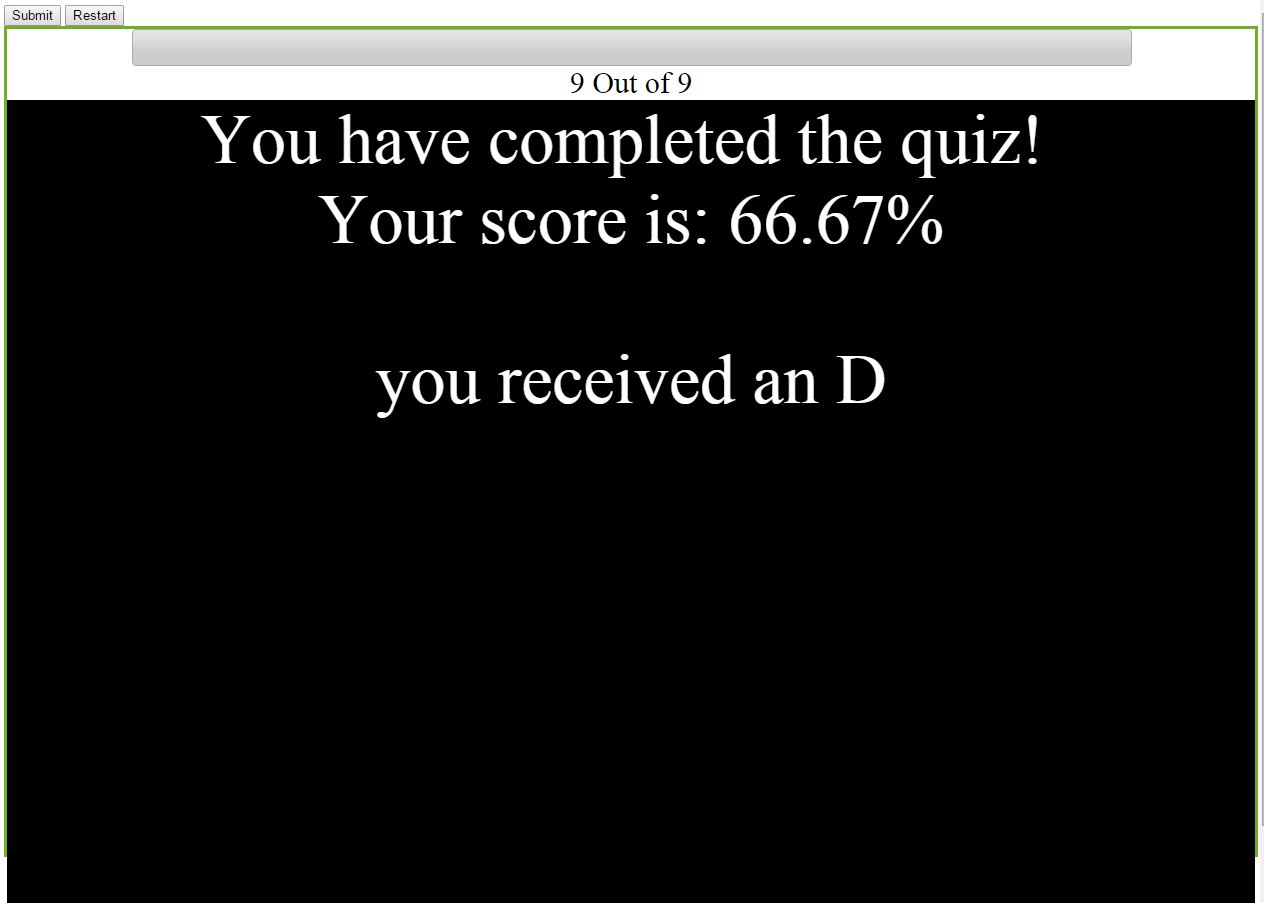 Submit Restart
9 Out of 9
You have completed the quiz!
Your score is: 66.67%
you received an D